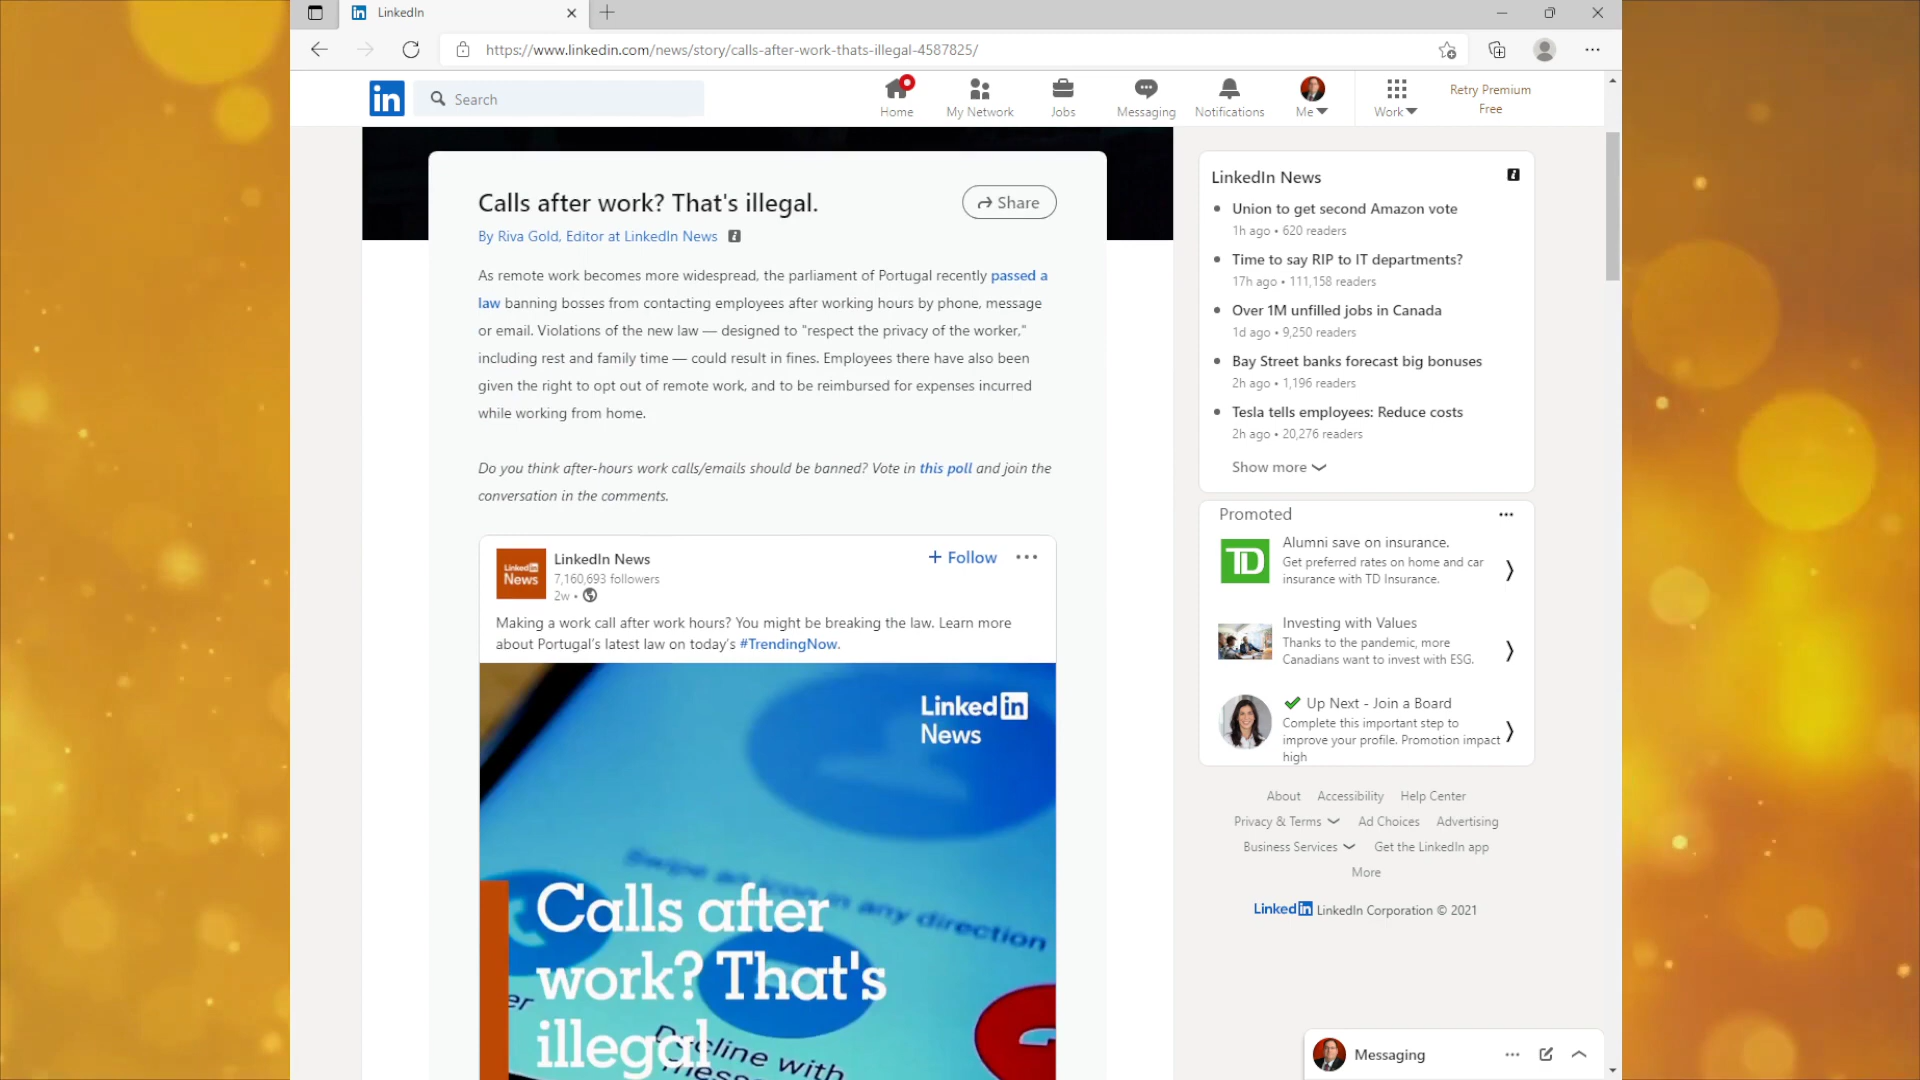 LinkedIn
https://www.linkedin.com/news/story/calls-after-work-thats-illegal-4587825/
in
Search
Home
My Network
Jobs
Messaging
Notifications
Me
Work
Retry Premium
Free
Calls after work? That's illegal.
Share
By Riva Gold, Editor at LinkedIn News
As remote work becomes more widespread, the parliament of Portugal recently passed a
law banning bosses from contacting employees after working hours by phone, message
or email. Violations of the new law — designed to "respect the privacy of the worker,"
including rest and family time — could result in fines. Employees there have also been
given the right to opt out of remote work, and to be reimbursed for expenses incurred
while working from home.
Do you think after-hours work calls/emails should be banned? Vote in this poll and join the
conversation in the comments.
LinkedIn
News
LinkedIn News
7,160,693 followers
2w •
+ Follow
Making a work call after work hours? You might be breaking the law. Learn more
about Portugal's latest law on today's #TrendingNow.
LinkedIn
News
Swipe an icon in any direction
Calls after
work? That's
illegal
er
Decline with
LinkedIn News
• Union to get second Amazon vote
1h ago • 620 readers
• Time to say RIP to IT departments?
17h ago • 111,158 readers
• Over 1M unfilled jobs in Canada
1d ago • 9,250 readers
• Bay Street banks forecast big bonuses
2h ago • 1,196 readers
• Tesla tells employees: Reduce costs
2h ago • 20,276 readers
Show more
Promoted
TD
Alumni save on insurance.
Get preferred rates on home and car
insurance with TD Insurance.
Investing with Values
Thanks to the pandemic, more
Canadians want to invest with ESG.
Up Next - Join a Board
Complete this important step to
improve your profile. Promotion impact
high
About Accessibility Help Center
Privacy & Terms Ad Choices Advertising
Business Services Get the LinkedIn app
More
LinkedIn LinkedIn Corporation © 2021
Messaging